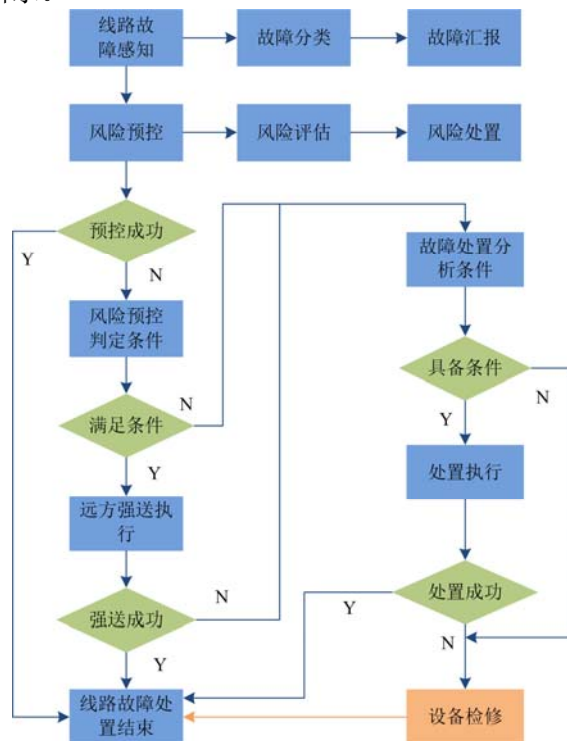 线路故
障感知
故障分类
故障汇报
风险预控
风险评估
风险处置
预控成功
Y
N
故障处置分
析条件
风险预控
判定条件
具备条件
N
满足条件
N
Y
Y
处置执行
远方强送执
行
处置成功
N
强送成功
Y
N
Y
线路故障处
置结束
设备检修